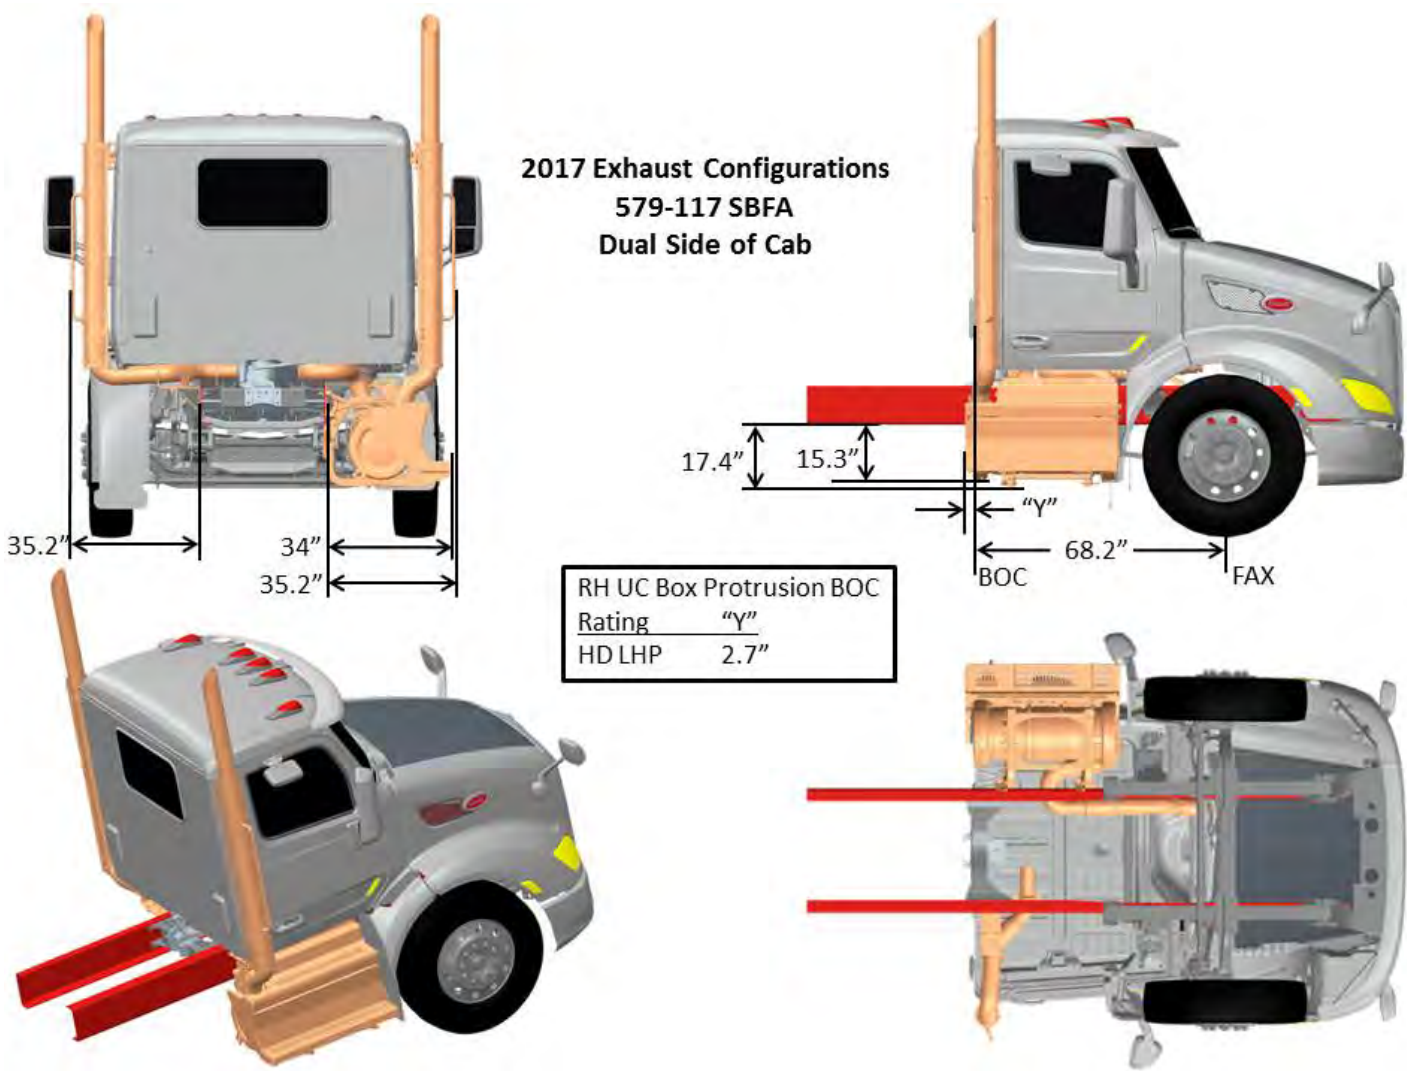 2017 Exhaust Configurations
579-117 SBFA
Dual Side of Cab
17.4”
15.3”
“Y”
68.2”
BOC
FAX
35.2”
34”
35.2”
RH UC Box Protrusion BOC
Rating “Y”
HD LHP 2.7”